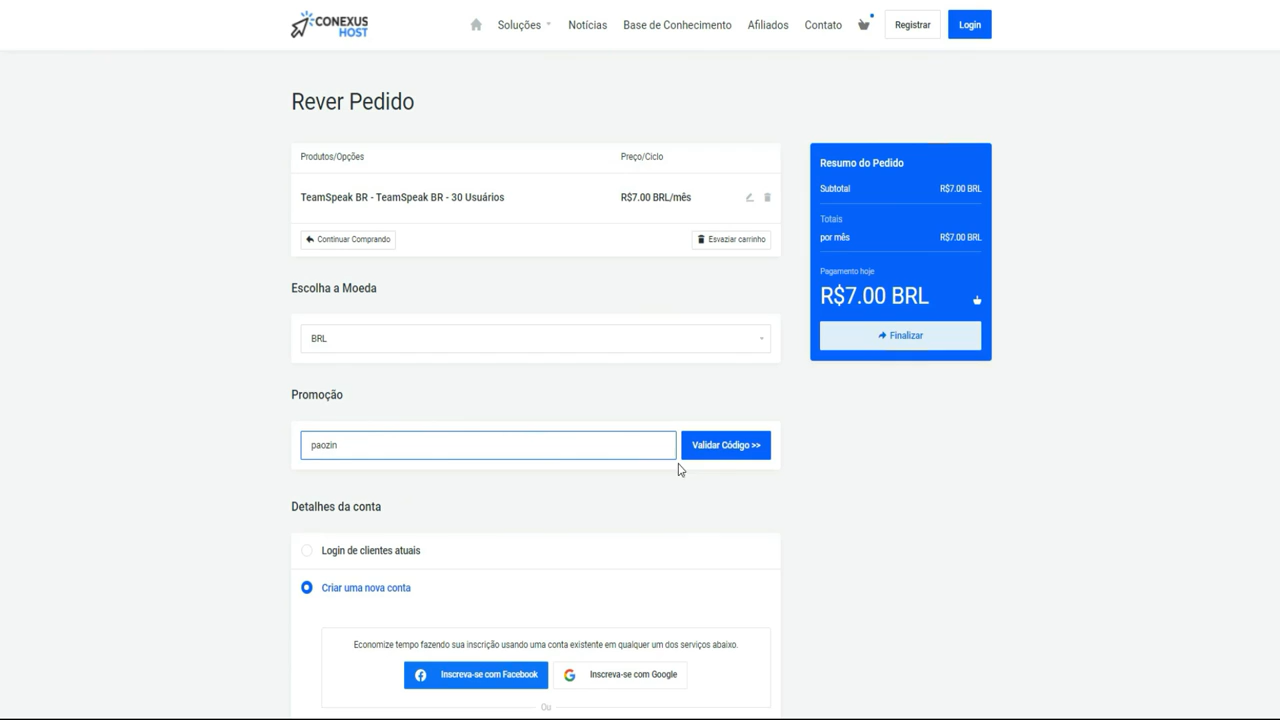 CONEXUS
HOST
Soluções
Notícias
Base de Conhecimento
Afiliados
Contato
Registrar
Login
Rever Pedido
Produtos/Opções
Preço/Ciclo
TeamSpeak BR - TeamSpeak BR - 30 Usuários
R$7.00 BRL/mês
Continuar Comprando
Esvaziar carrinho
Resumo do Pedido
Subtotal
R$7.00 BRL
Totais
por mês
R$7.00 BRL
Pagamento hoje
R$7.00 BRL
Finalizar
Escolha a Moeda
BRL
Promoção
paozin
Validar Código >>
Detalhes da conta
Login de clientes atuais
Criar uma nova conta
Economize tempo fazendo sua inscrição usando uma conta existente em qualquer um dos serviços abaixo.
Inscreva-se com Facebook
Inscreva-se com Google
Ou